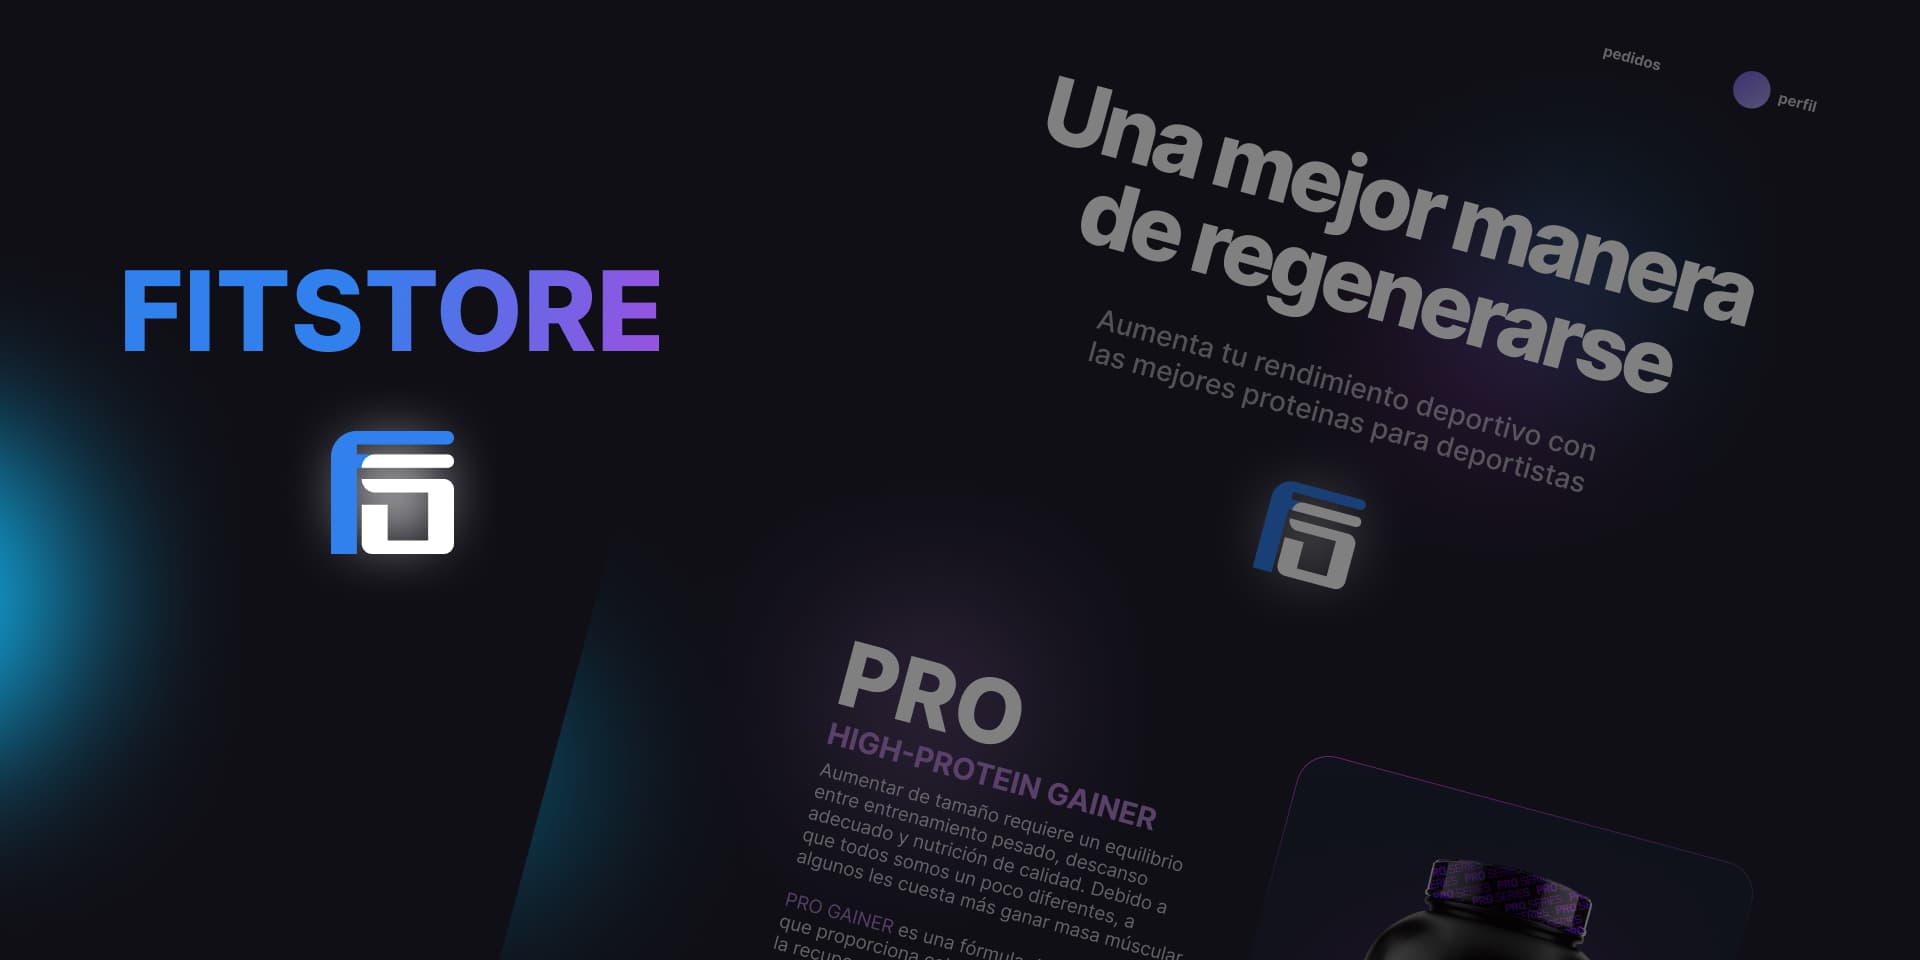 FITSTORE
pedidos
perfil
Una mejor manera
de regenerarse
Aumenta tu rendimiento deportivo con
las mejores proteinas para deportistas
PRO
HIGH-PROTEIN GAINER
Aumentar de tamaño requiere un equilibrio
entre entrenamiento pesado, descanso
adecuado y nutrición de calidad. Debido a
que todos somos un poco diferentes, a
algunos les cuesta más ganar masa múscular
PRO GAINER es una fórmula
que proporciona
la
PRO SERIES